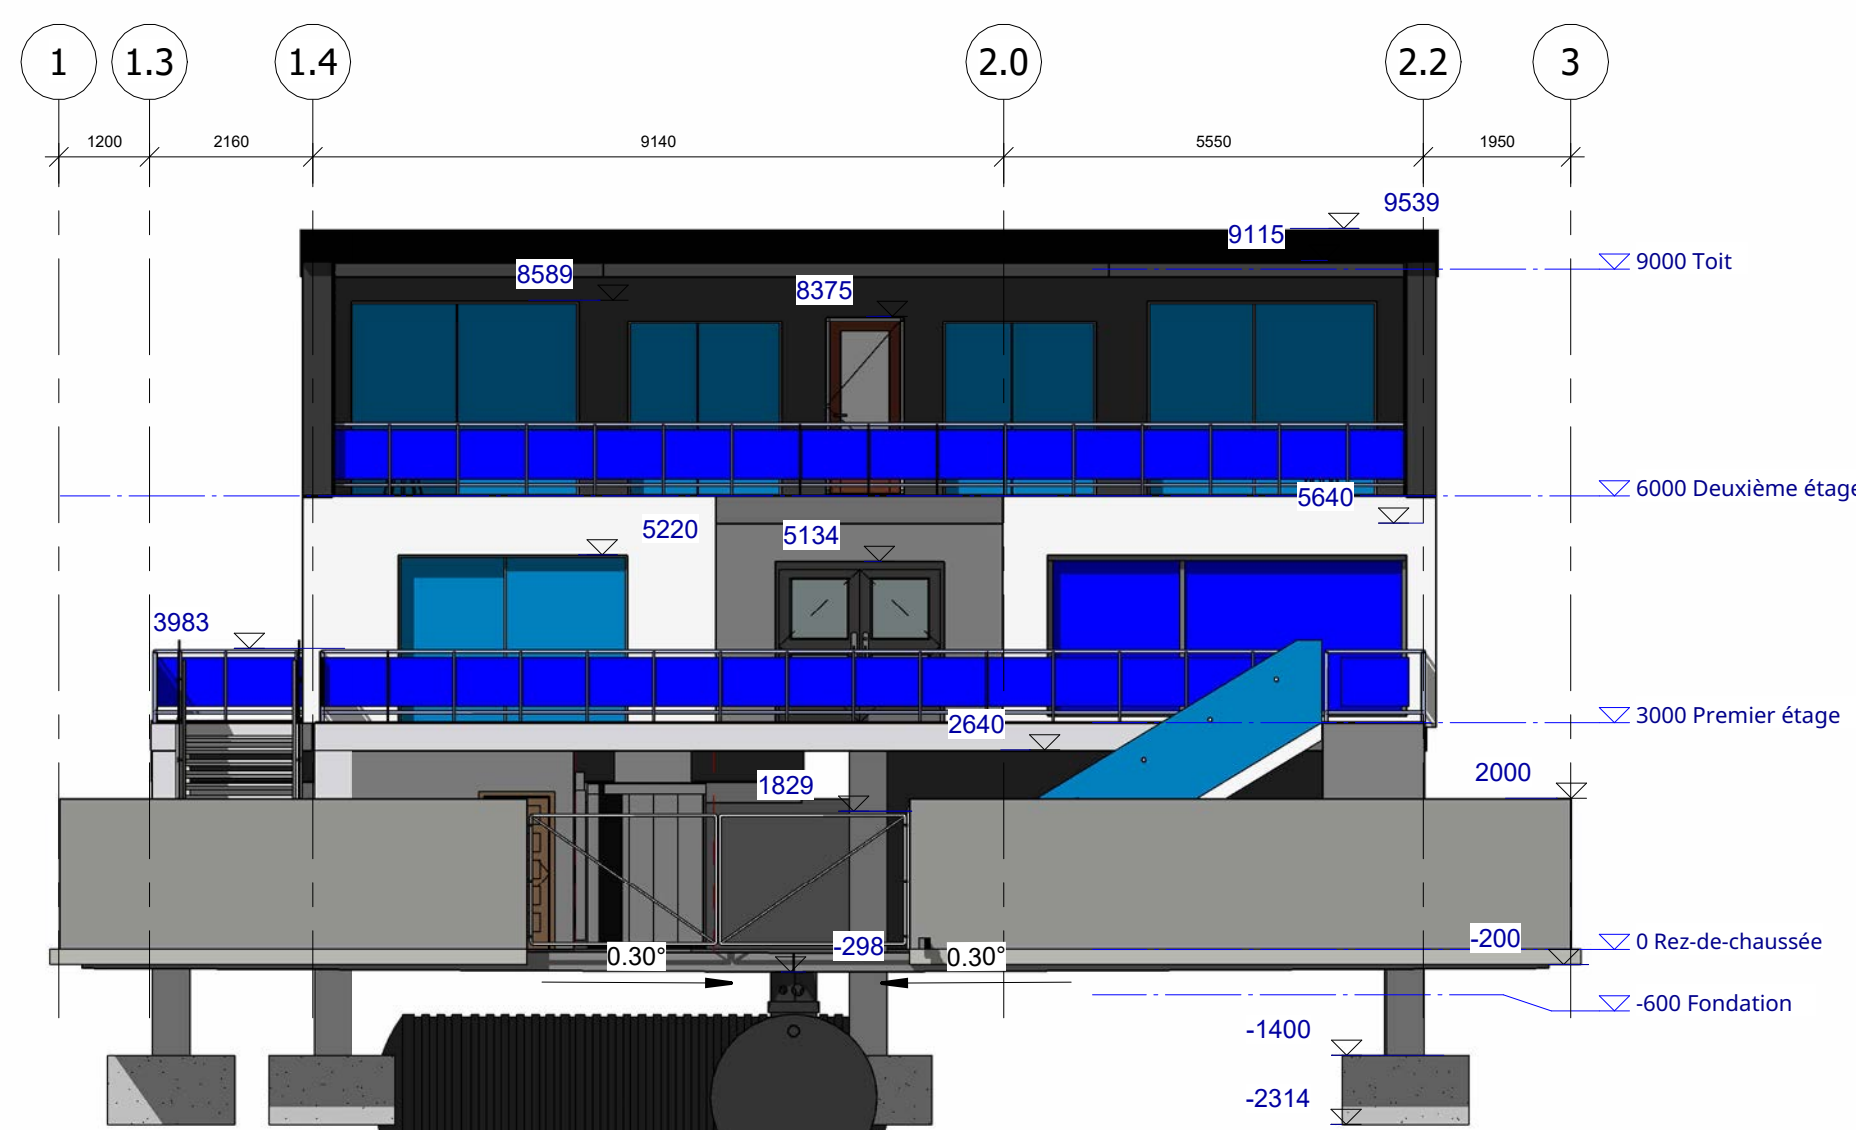 1 1.3 1.4 2.0 2.2 3
1200 2160 9140 5550 1950
9539
9115
9000 Toit
8589
8375
6000 Deuxième étage
5640
5220
5134
3983
3000 Premier étage
2640
2000
1829
-200
0 Rez-de-chaussée
-298
0.30° 0.30°
-600 Fondation
-1400
-2314